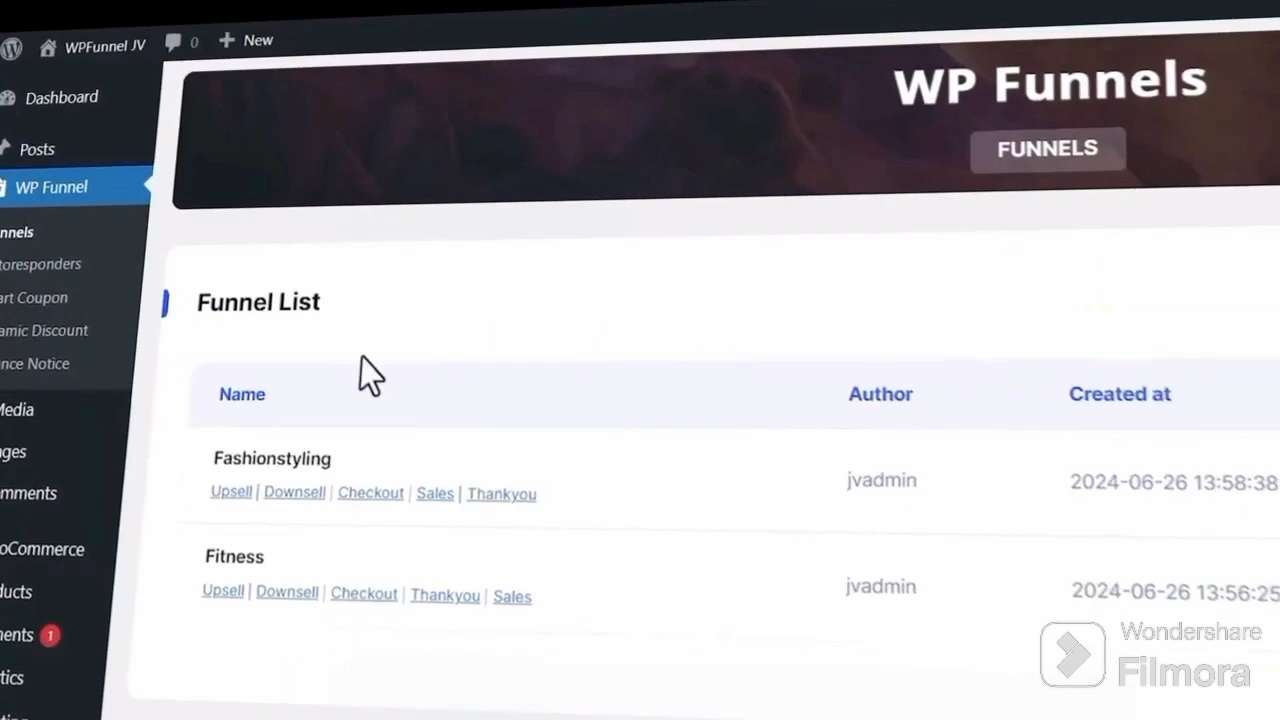 WPFunnel JV 0 New
Dashboard
Posts
WP Funnel
nnels
toresponders
art Coupon
amic Discount
nce Notice
Media
ges
mments
oCommerce
ducts
ments 1
tics
WP Funnels
FUNNELS
Funnel List
Name Author Created at
Fashionstyling
Upsell | Downsell | Checkout | Sales | Thankyou
jvadmin
2024-06-26 13:58:38
Fitness
Upsell | Downsell | Checkout | Thankyou | Sales
jvadmin
2024-06-26 13:56:25
Wondershare
Filmora